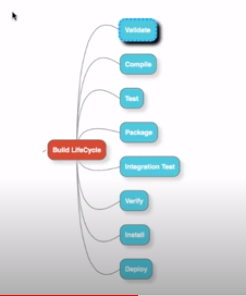 Validate
Compile
Test
Package
Build LifeCycle
Integration Test
Verify
Install
Deploy